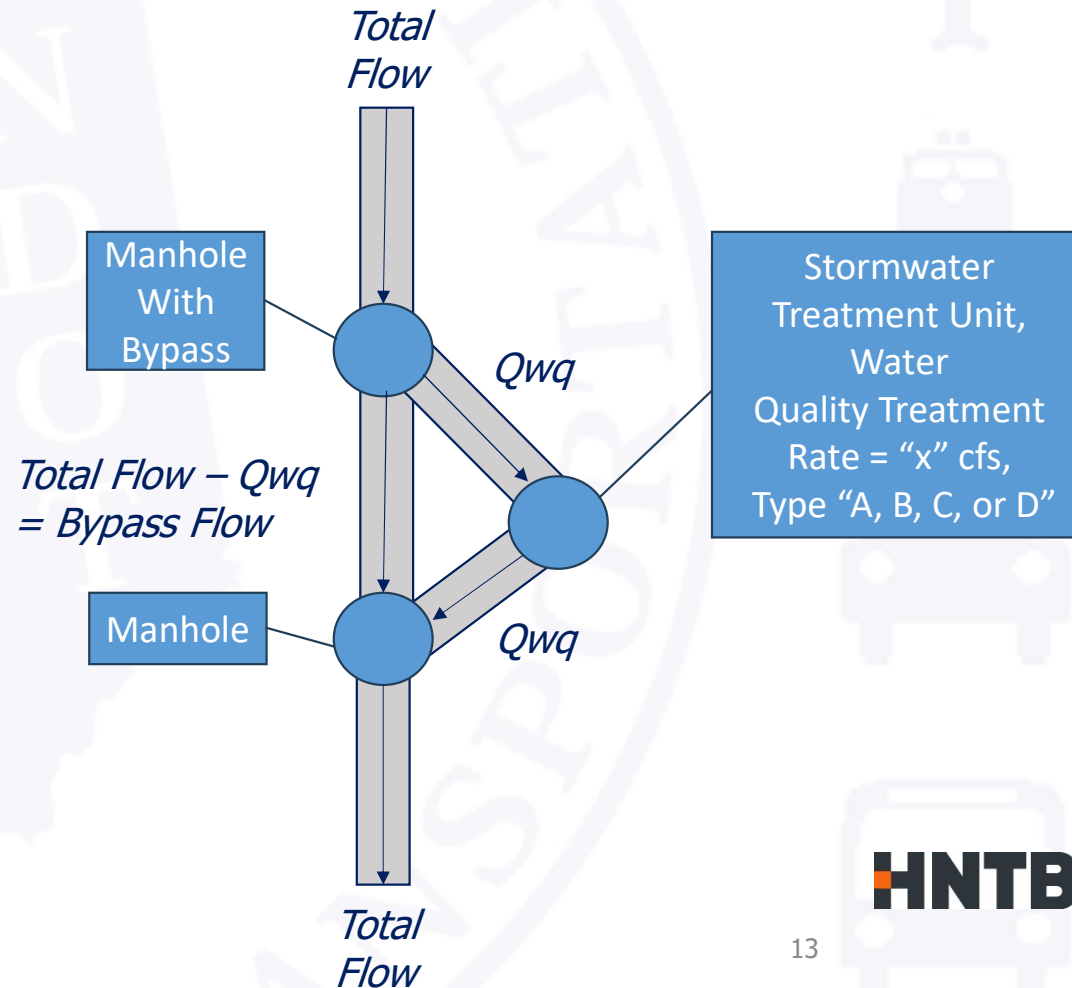 Total
Flow
Manhole
With
Bypass
Qwq
Stormwater
Treatment Unit,
Water
Quality Treatment
Rate = “x” cfs,
Type “A, B, C, or D”
Total Flow – Qwq
= Bypass Flow
Manhole
Qwq
Total
Flow
HNTB
13